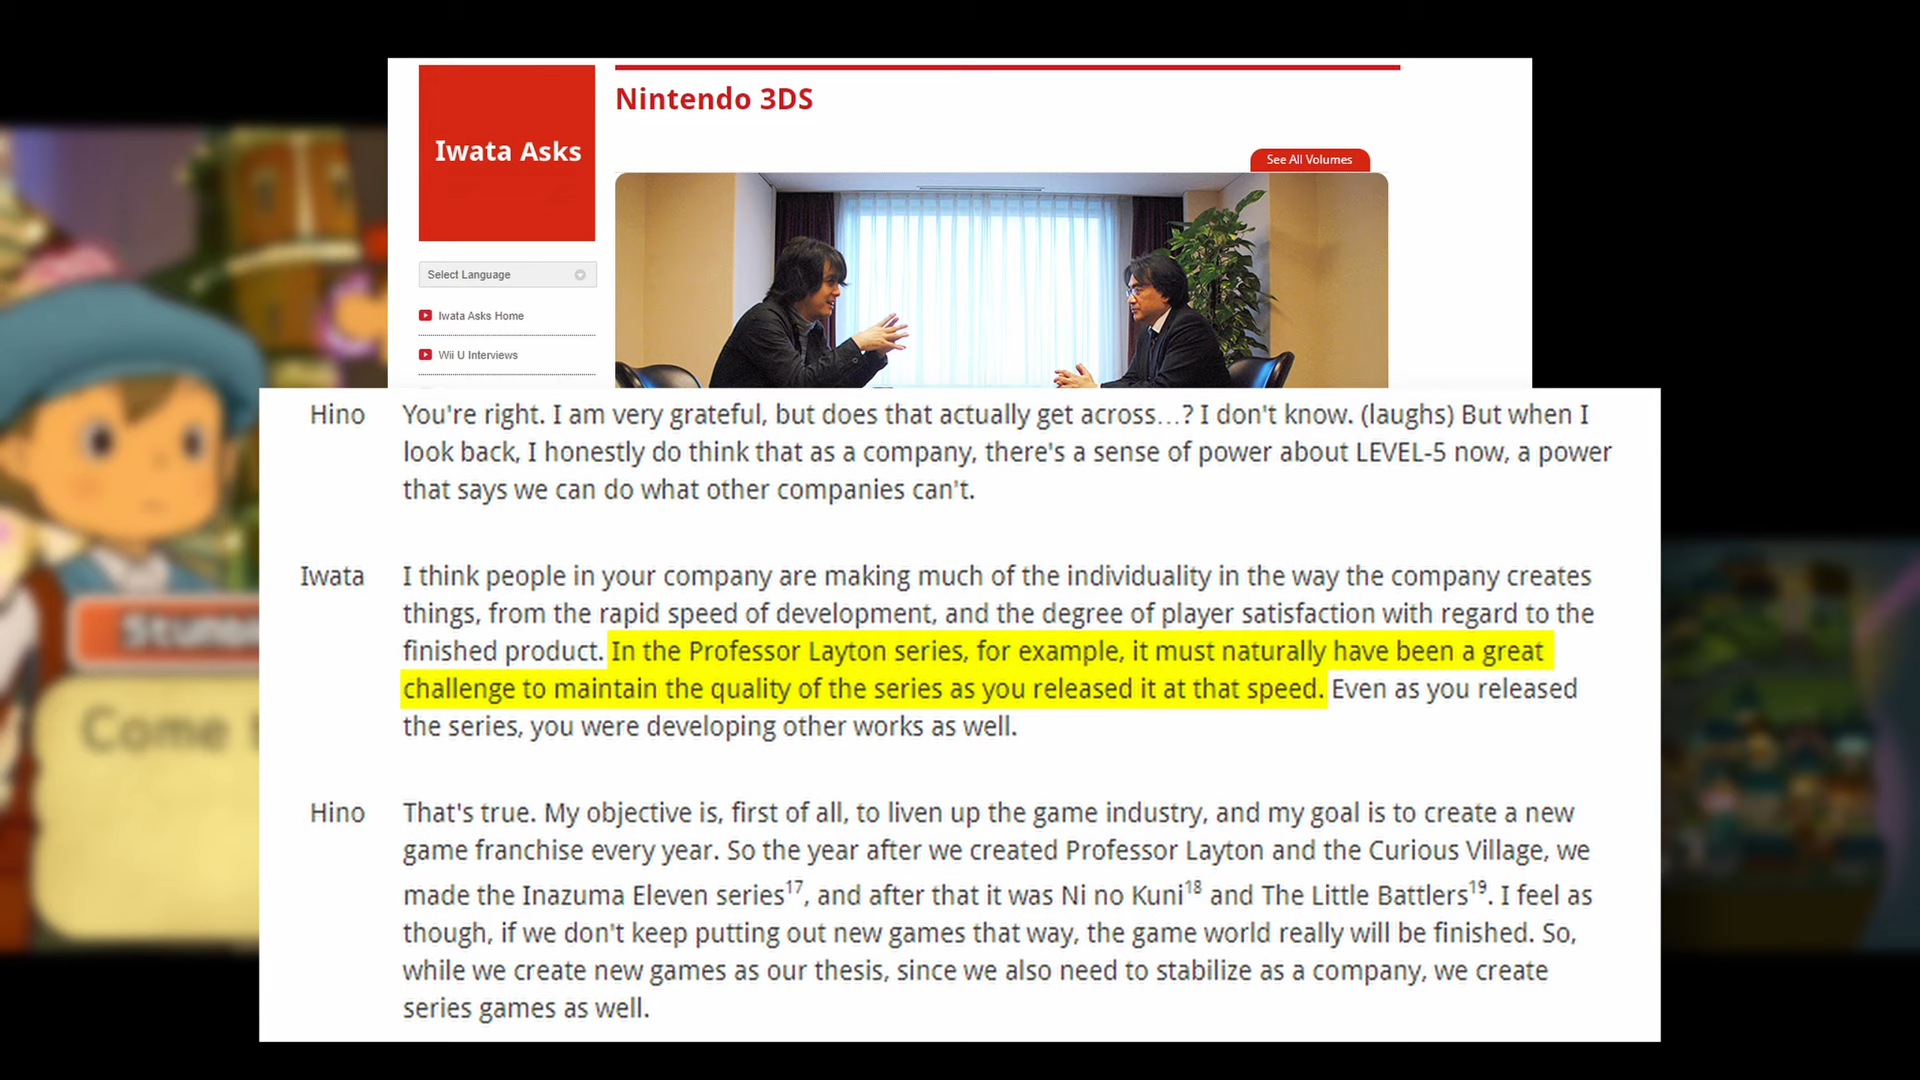 Nintendo 3DS
Iwata Asks
See All Volumes
Select Language
Iwata Asks Home
Wii U Interviews
Hino You're right. I am very grateful, but does that actually get across…? I don't know. (laughs) But when I
look back, I honestly do think that as a company, there's a sense of power about LEVEL-5 now, a power
that says we can do what other companies can't.
Iwata I think people in your company are making much of the individuality in the way the company creates
things, from the rapid speed of development, and the degree of player satisfaction with regard to the
finished product. In the Professor Layton series, for example, it must naturally have been a great
challenge to maintain the quality of the series as you released it at that speed. Even as you released
the series, you were developing other works as well.
Hino That's true. My objective is, first of all, to liven up the game industry, and my goal is to create a new
game franchise every year. So the year after we created Professor Layton and the Curious Village, we
made the Inazuma Eleven series17, and after that it was Ni no Kuni18 and The Little Battlers19. I feel as
though, if we don't keep putting out new games that way, the game world really will be finished. So,
while we create new games as our thesis, since we also need to stabilize as a company, we create
series games as well.
Come